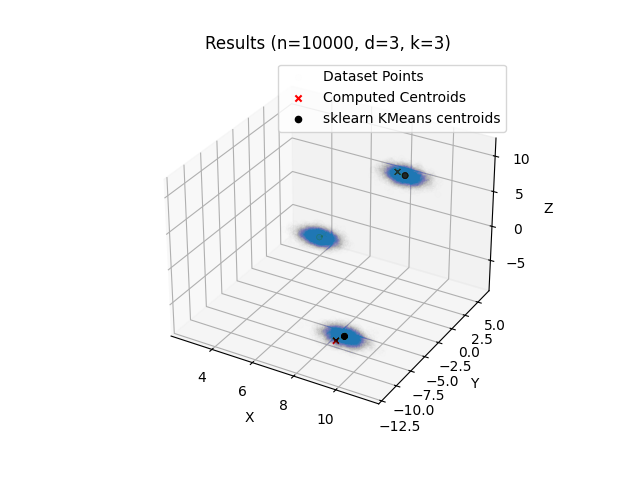 Results (n=10000, d=3, k=3)
Dataset Points
Computed Centroids
sklearn KMeans centroids
10
5
0
−5
Z
5.0
2.5
0.0
−2.5
−5.0
−7.5
−10.0
−12.5
Y
4
6
8
10
X